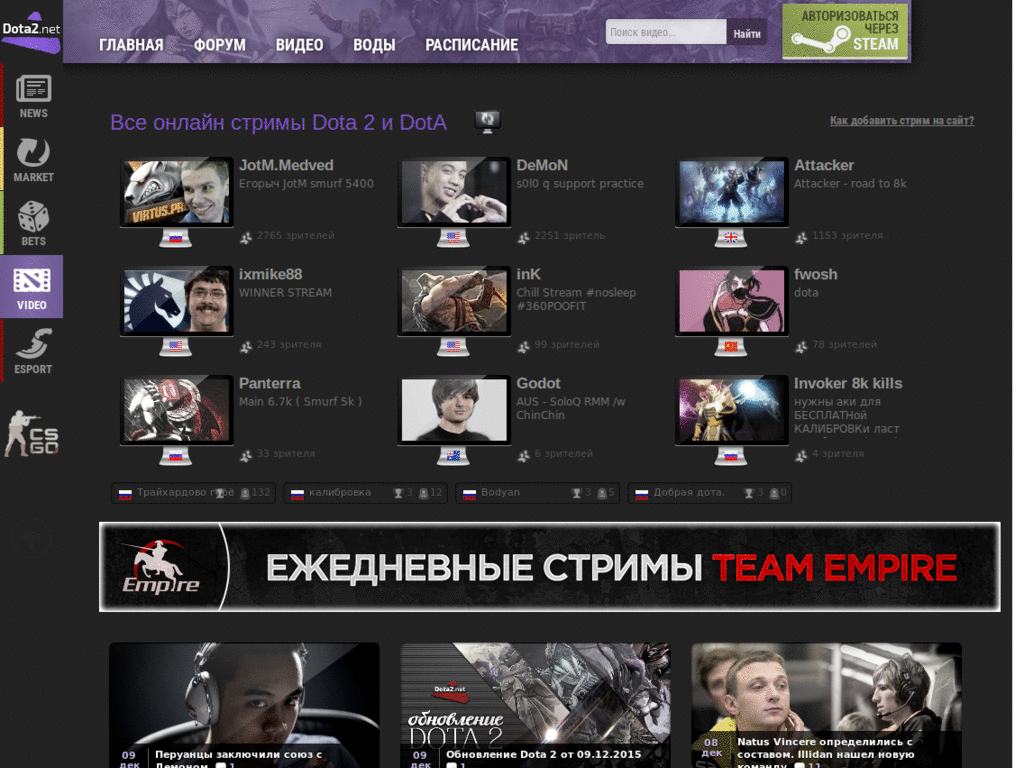 Dota2.net
ГЛАВНАЯ
ФОРУМ
ВИДЕО
ВОДЫ
РАСПИСАНИЕ
Поиск видео...
Найти
АВТОРИЗОВАТЬСЯ
ЧЕРЕЗ
STEAM
NEWS
MARKET
BETS
VIDEO
ESPORT
CS
GO
Все онлайн стримы Dota 2 и DotA
Как добавить стрим на сайт?
VIRTUS.PR
JotM.Medved
Егорыч JotM smurf 5400
2765 зрителей
DeMoN
s0l0 q support practice
2251 зритель
Attacker
Attacker - road to 8k
1153 зрителя
ixmike88
WINNER STREAM
243 зрителя
inK
Chill Stream #nosleep
#360POOFIT
99 зрителей
fwosh
dota
78 зрителей
Panterra
Main 6.7k ( Smurf 5k )
33 зрителя
Godot
AUS - SoloQ RMM /w
ChinChin
6 зрителей
Invoker 8k kills
нужны аки для
БЕСПЛАТНой
КАЛИБРОВКи ласт
4 зрителя
Трайхардово 132
калибровка 3 12
Bodyan 3 5
Добрая дота. 3 0
Empire
ЕЖЕДНЕВНЫЕ СТРИМЫ TEAM EMPIRE
09
дек
Перуанцы заключили союз с
Демоном 1
Dota2.net
обновление
DOTA 2
09
дек
Обновление Dota 2 от 09.12.2015
1
08
дек
Natus Vincere определились с
составом. Illidan нашел новую
команду 11